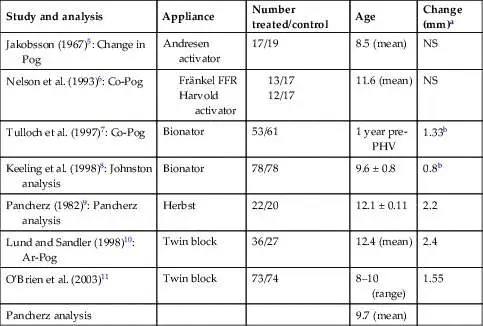 Study and analysis Appliance Number treated/control Age Change (mm)a
Jakobsson (1967)5: Change in Pog Andresen activator 17/19 8.5 (mean) NS
Nelson et al. (1993)6: Co-Pog Fränkel FFR 13/17 11.6 (mean) NS
Harvold activator 12/17
Tulloch et al. (1997)7: Co-Pog Bionator 53/61 1 year pre-PHV 1.33b
Keeling et al. (1998)8: Johnston analysis Bionator 78/78 9.6 ± 0.8 0.8b
Pancherz (1982)9: Pancherz analysis Herbst 22/20 12.1 ± 0.11 2.2
Lund and Sandler (1998)10: Ar-Pog Twin block 36/27 12.4 (mean) 2.4
O'Brien et al. (2003)11 Twin block 73/74 8–10 (range) 1.55
Pancherz analysis 9.7 (mean)